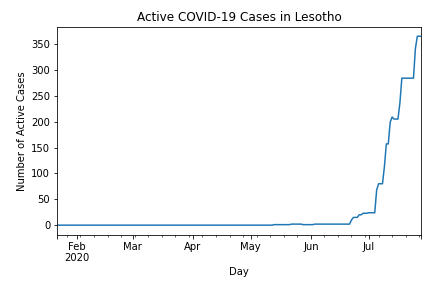 Active COVID-19 Cases in Lesotho
Number of Active Cases
350
300
250
200
150
100
50
0
Feb Mar Apr May Jun Jul
2020
Day